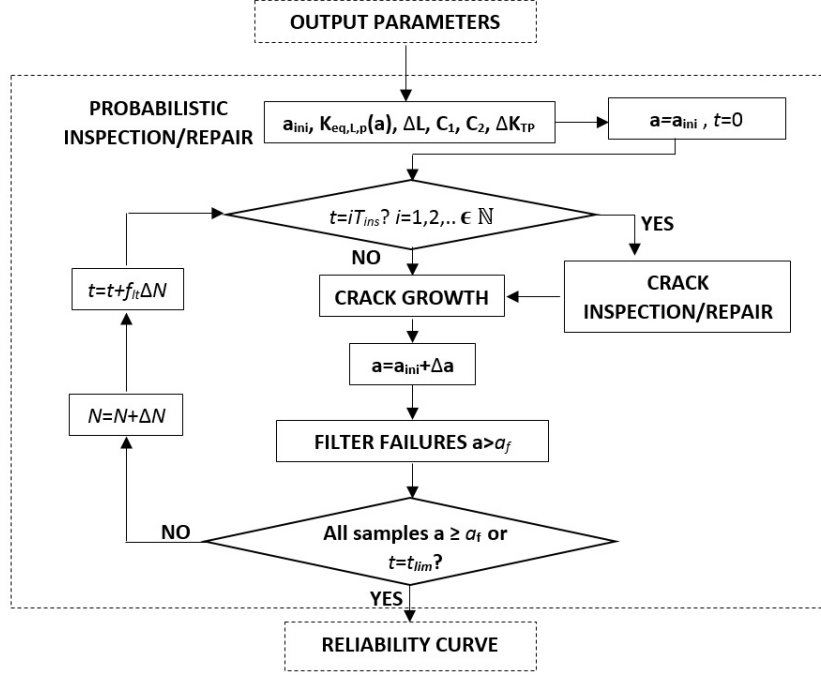 OUTPUT PARAMETERS
PROBABILISTIC
INSPECTION/REPAIR
aini, Keq,L,p(a), ΔL, C1, C2, ΔKTP
a=aini , t=0
t=iTins? i=1,2,.. ϵ ℕ
YES
NO
CRACK
INSPECTION/REPAIR
CRACK GROWTH
t=t+fltΔN
a=aini+Δa
N=N+ΔN
FILTER FAILURES a>af
All samples a ≥ af or
t=tlim?
NO
YES
RELIABILITY CURVE